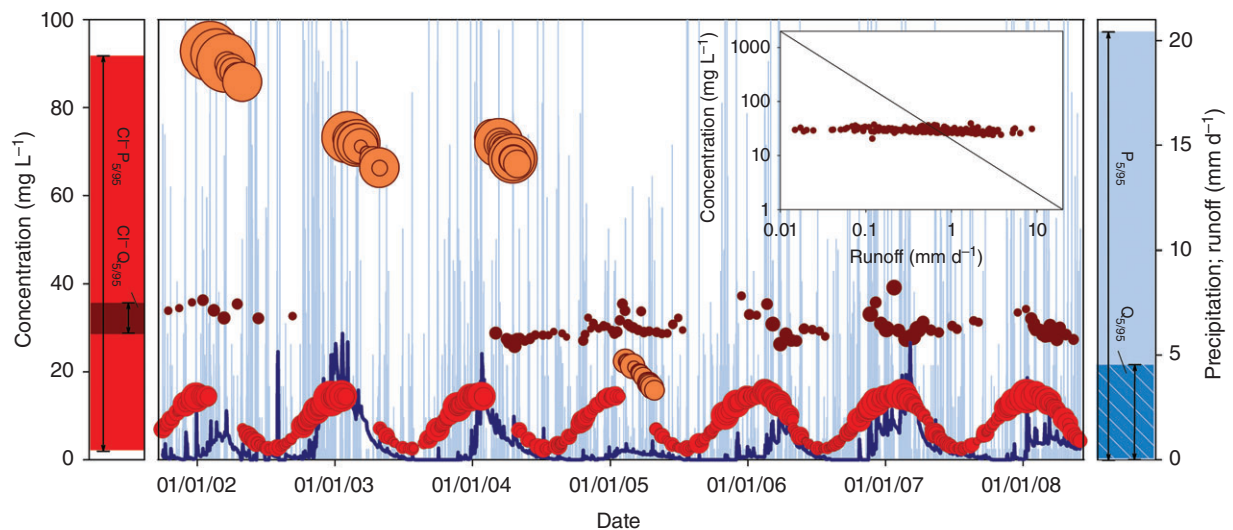 100
80
60
40
20
0
Concentration (mg L⁻¹)
Cl⁻ P5/95
Cl⁻ Q5/95
1000
100
10
1
Concentration (mg L⁻¹)
0.01 0.1 1 10
Runoff (mm d⁻¹)
P5/95
Q5/95
20
15
10
5
0
Precipitation; runoff (mm d⁻¹)
01/01/02 01/01/03 01/01/04 01/01/05 01/01/06 01/01/07 01/01/08
Date